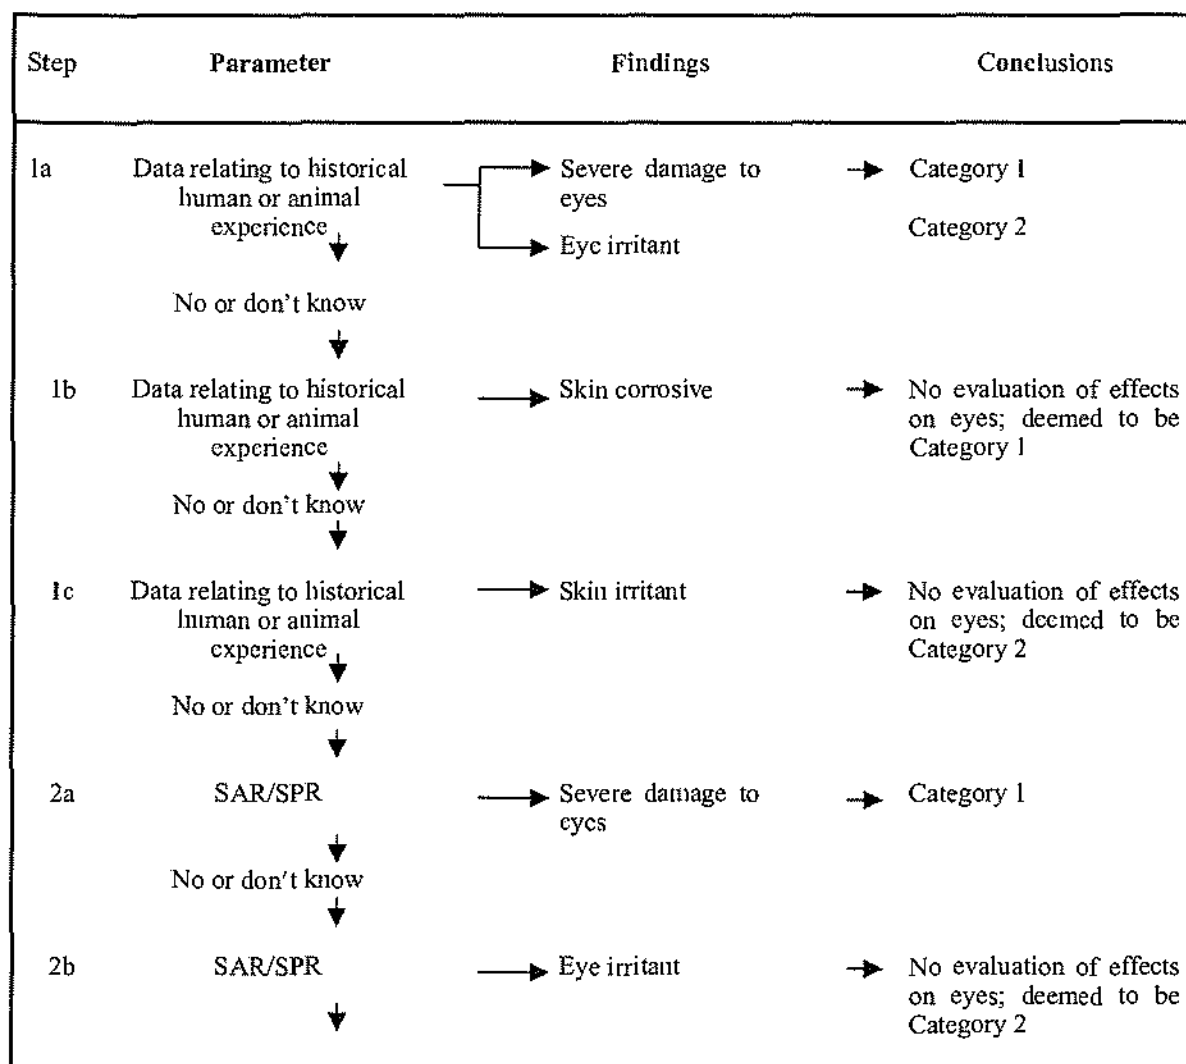 Step Parameter Findings Conclusions
1a Data relating to historical Severe damage to Category 1
human or animal eyes
experience Category 2
Eye irritant
No or don't know
1b Data relating to historical Skin corrosive No evaluation of effects
human or animal on eyes; deemed to be
experience Category 1
No or don't know
1c Data relating to historical Skin irritant No evaluation of effects
human or animal on eyes; deemed to be
experience Category 2
No or don't know
2a SAR/SPR Severe damage to Category 1
eyes
No or don't know
2b SAR/SPR Eye irritant No evaluation of effects
on eyes; deemed to be
Category 2